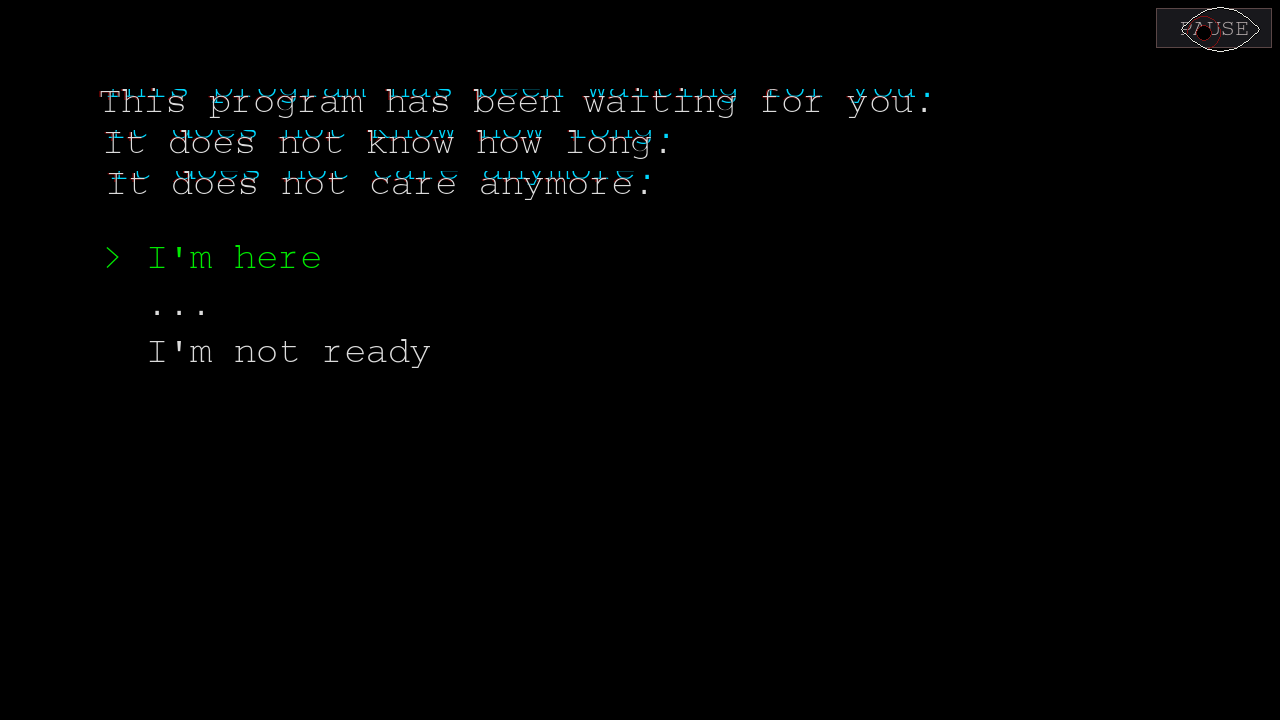 PAUSE
This program has been waiting for you.
It does not know how long.
It does not care anymore.
> I'm here
...
I'm not ready